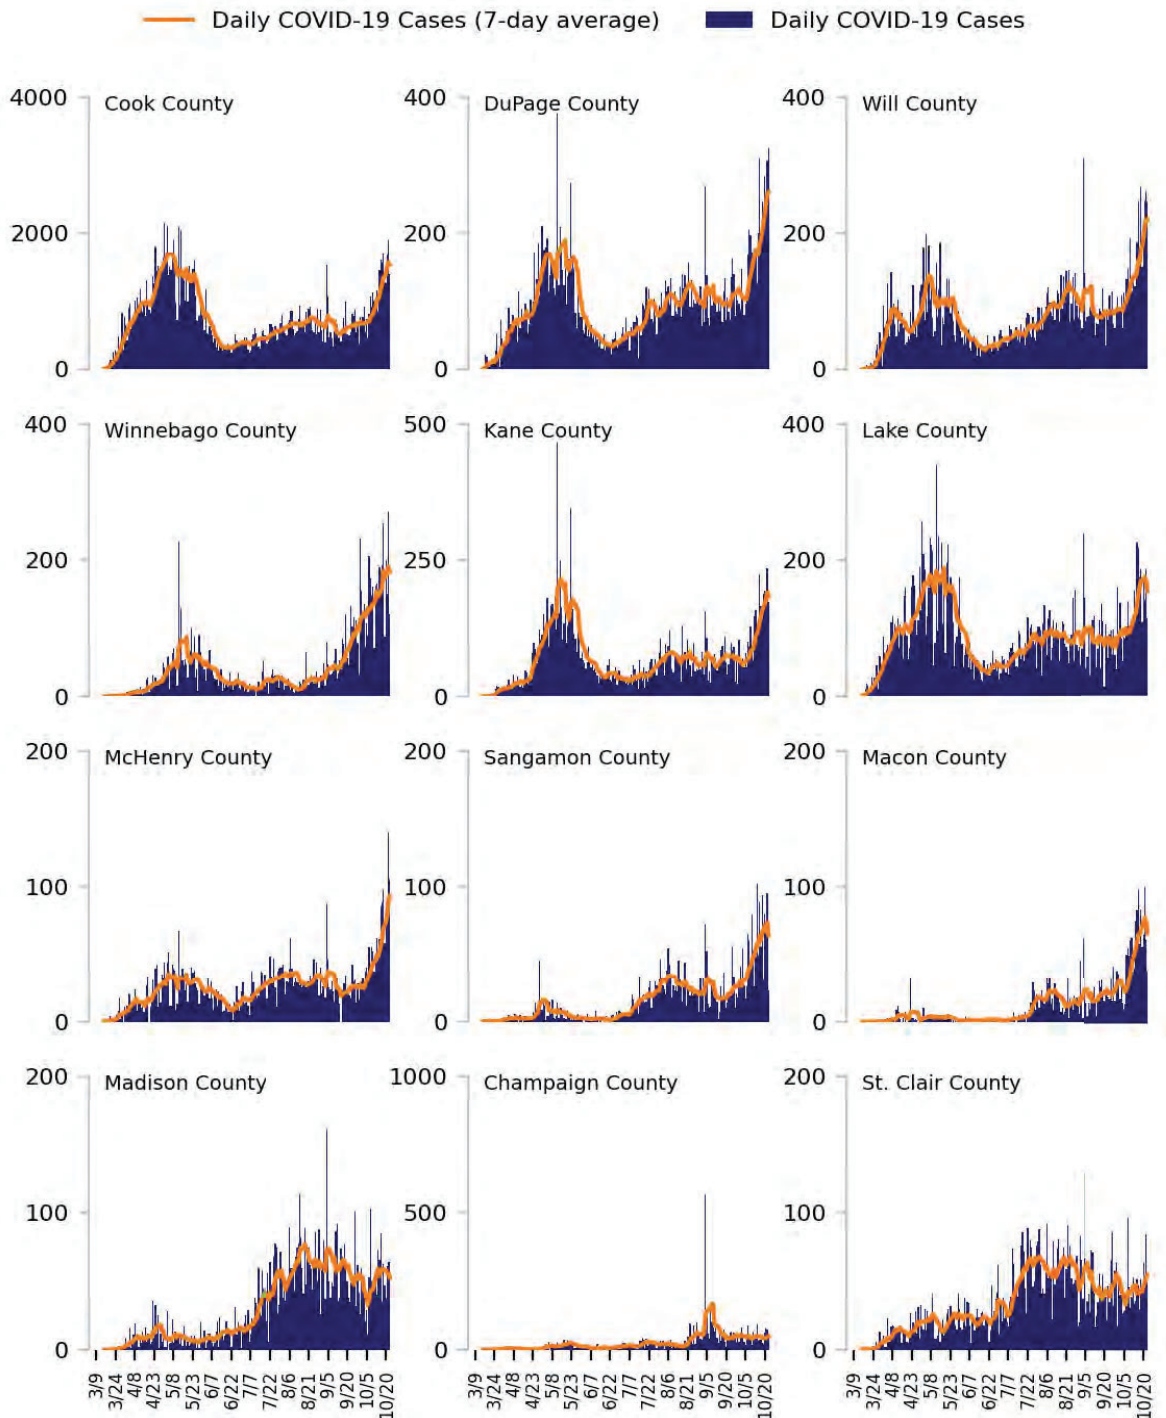 Daily COVID-19 Cases (7-day average) Daily COVID-19 Cases
4000 Cook County 400 DuPage County 400 Will County
2000 200 200
0 0 0
400 Winnebago County 500 Kane County 400 Lake County
200 250 200
0 0 0
200 McHenry County 200 Sangamon County 200 Macon County
100 100 100
0 0 0
200 Madison County 1000 Champaign County 200 St. Clair County
100 500 100
0 0 0
3/9 3/24 4/8 4/23 5/8 5/23 6/7 6/22 7/7 7/22 8/6 8/21 9/5 9/20 10/5 10/20 3/9 3/24 4/8 4/23 5/8 5/23 6/7 6/22 7/7 7/22 8/6 8/21 9/5 9/20 10/5 10/20 3/9 3/24 4/8 4/23 5/8 5/23 6/7 6/22 7/7 7/22 8/6 8/21 9/5 9/20 10/5 10/20